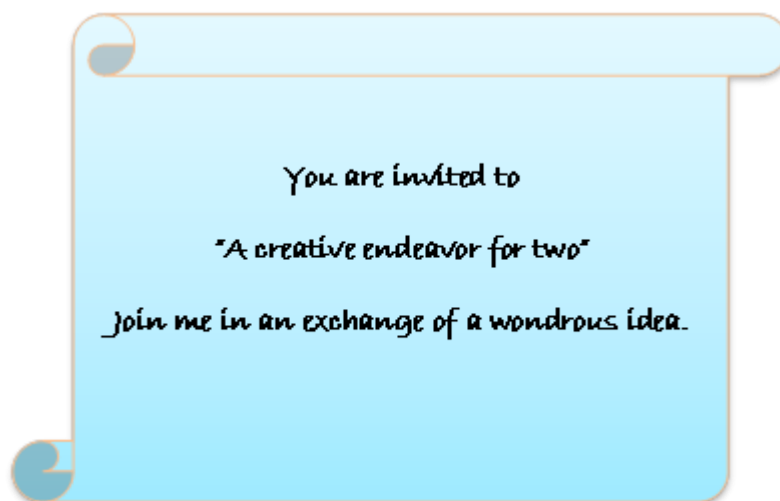 You are invited to
"A creative endeavor for two"
Join me in an exchange of a wondrous idea.